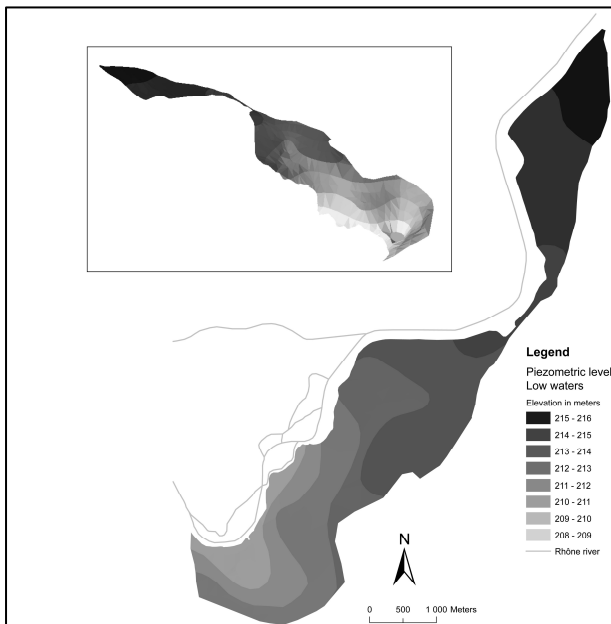 Legend
Piezometric level
Low waters
Elevation in meters
215 - 216
214 - 215
213 - 214
212 - 213
211 - 212
210 - 211
209 - 210
208 - 209
Rhône river
N
0 500 1 000 Meters